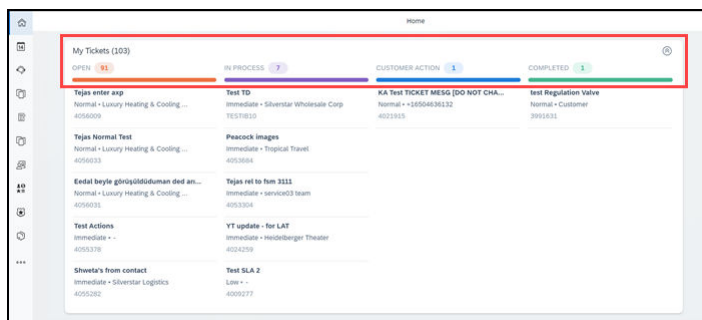 Home
14
My Tickets (103)
OPEN 91
IN PROCESS 7
CUSTOMER ACTION 1
COMPLETED 1
Tejas enter axp
Normal • Luxury Heating & Cooling ...
4056009
Tejas Normal Test
Normal • Luxury Heating & Cooling ...
4056033
Eedal beyle görüşüldüduman ded an...
Normal • Luxury Heating & Cooling ...
4056031
Test Actions
Immediate • -
4055378
Shweta's from contact
Immediate • Silverstar Logistics
4055282
Test TD
Immediate • Silverstar Wholesale Corp
TESTIB10
Peacock images
Immediate • Tropical Travel
4053684
Tejas rel to fsm 3111
Immediate • service03 team
4053304
YT update - for LAT
Immediate • Heidelberger Theater
4024259
Test SLA 2
Low • -
4009277
KA Test TICKET MESG [DO NOT CHA...
Normal • +16504636132
4021915
test Regulation Valve
Normal • Customer
3991631